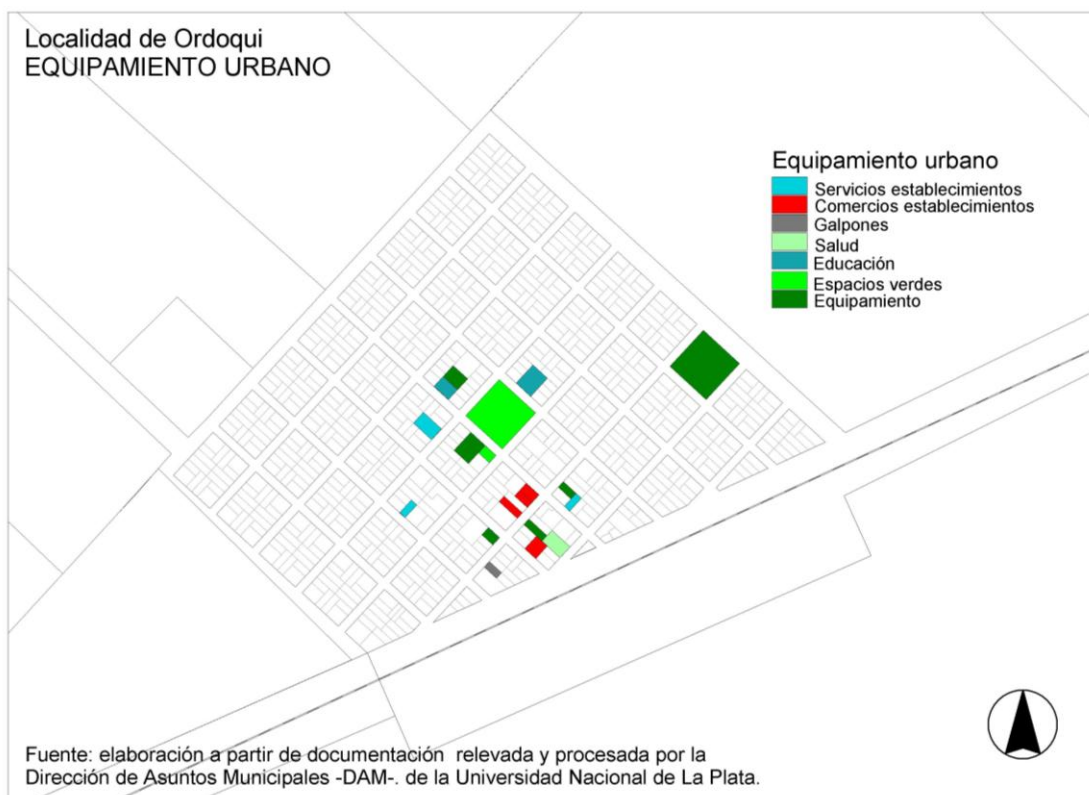 Localidad de Ordoqui
EQUIPAMIENTO URBANO
Equipamiento urbano
Servicios establecimientos
Comercios establecimientos
Galpones
Salud
Educación
Espacios verdes
Equipamiento
Fuente: elaboración a partir de documentación relevada y procesada por la
Dirección de Asuntos Municipales -DAM-. de la Universidad Nacional de La Plata.